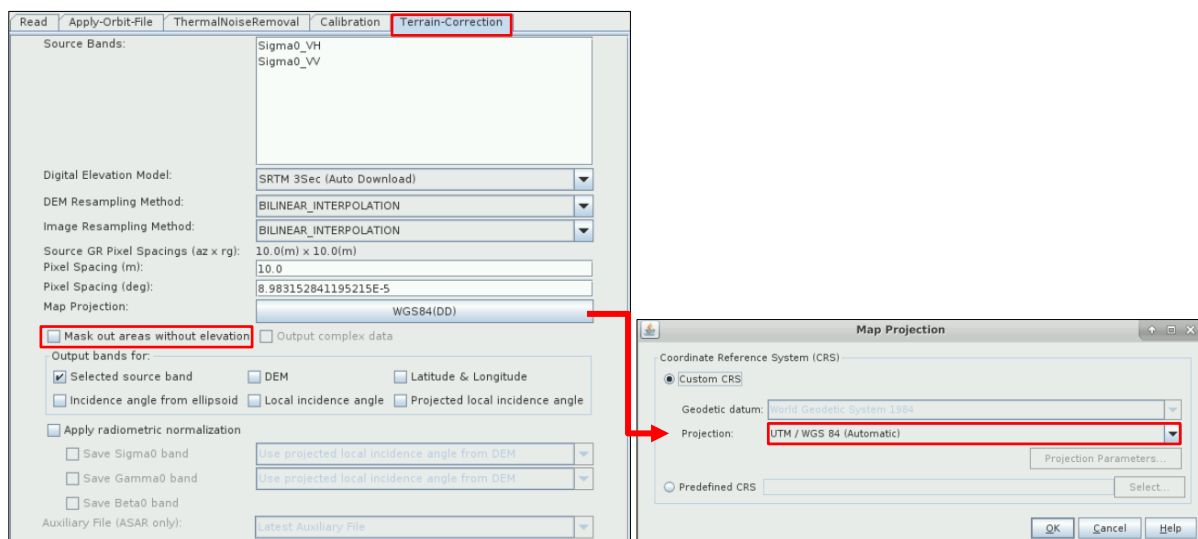 Read Apply-Orbit-File ThermalNoiseRemoval Calibration Terrain-Correction
Source Bands: Sigma0_VH
Sigma0_VV
Digital Elevation Model: SRTM 3Sec (Auto Download)
DEM Resampling Method: BILINEAR_INTERPOLATION
Image Resampling Method: BILINEAR_INTERPOLATION
Source GR Pixel Spacings (az x rg): 10.0(m) x 10.0(m)
Pixel Spacing (m): 10.0
Pixel Spacing (deg): 8.983152841195215E-5
Map Projection: WGS84(DD)
Mask out areas without elevation Output complex data
Output bands for:
Selected source band DEM Latitude & Longitude
Incidence angle from ellipsoid Local incidence angle Projected local incidence angle
Apply radiometric normalization
Save Sigma0 band Use projected local incidence angle from DEM
Save Gamma0 band Use projected local incidence angle from DEM
Save Beta0 band
Auxiliary File (ASAR only): Latest Auxiliary File
Map Projection
Coordinate Reference System (CRS)
Custom CRS
Geodetic datum: World Geodetic System 1984
Projection: UTM / WGS 84 (Automatic)
Projection Parameters...
Predefined CRS Select...
OK Cancel Help